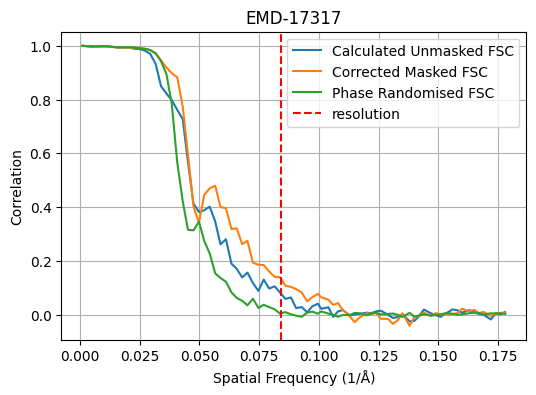 EMD-17317
Correlation
1.0
0.8
0.6
0.4
0.2
0.0
Calculated Unmasked FSC
Corrected Masked FSC
Phase Randomised FSC
resolution
0.000 0.025 0.050 0.075 0.100 0.125 0.150 0.175
Spatial Frequency (1/Å)